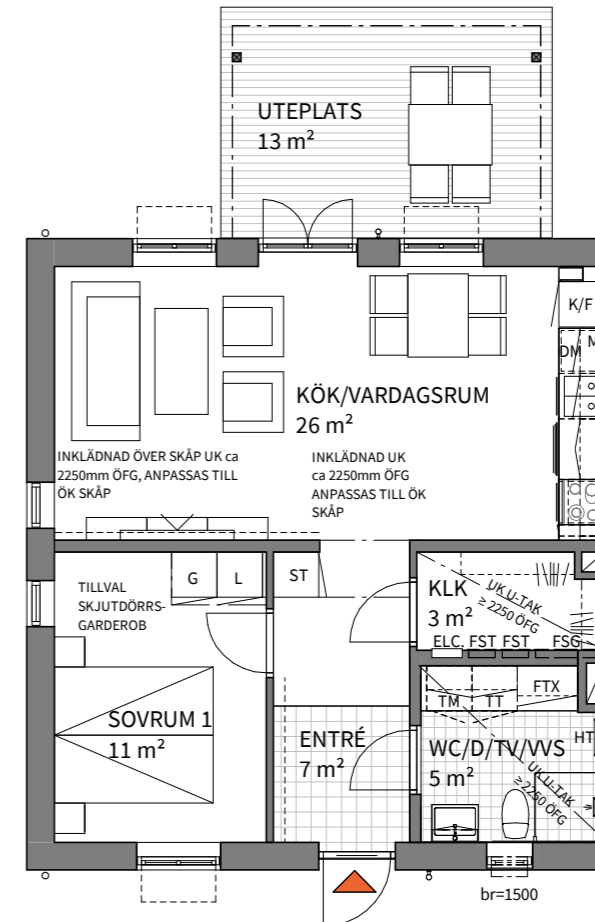 UTEPLATS
13 m²
K/F
DM M
KÖK/VARDAGSRUM
26 m²
INKLÄDNAD ÖVER SKÅP UK ca
2250mm ÖFG, ANPASSAS TILL
ÖK SKÅP
INKLÄDNAD UK
ca 2250mm ÖFG
ANPASSAS TILL ÖK
SKÅP
TILLVAL
SKJUTDÖRRS-
GARDEROB
G L
ST
KLK
3 m²
UK U-TAK
≥ 2250 ÖFG
ELC. FST FST FSG
TM TT FTX
SOVRUM 1
11 m²
ENTRÉ
7 m²
WC/D/TV/VVS
5 m²
HT
UK U-TAK
≥ 2250 ÖFG
br=1500